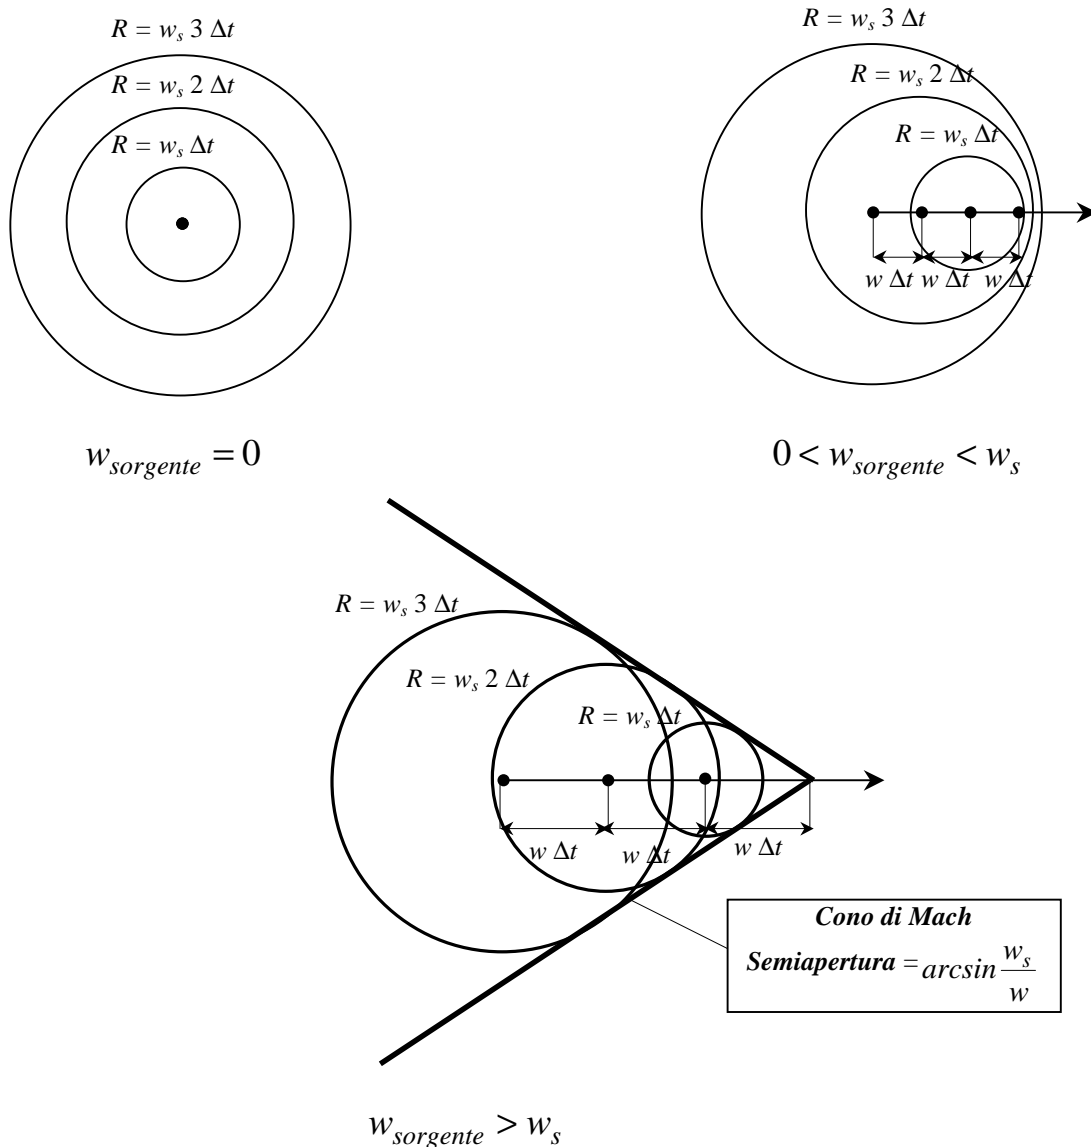 R = w_s 3 Δt
R = w_s 2 Δt
R = w_s Δt
w_sorgente = 0
R = w_s 3 Δt
R = w_s 2 Δt
R = w_s Δt
w Δt w Δt w Δt
0 < w_sorgente < w_s
R = w_s 3 Δt
R = w_s 2 Δt
R = w_s Δt
w Δt w Δt w Δt
Cono di Mach
Semiapertura = arcsin w_s/w
w_sorgente > w_s